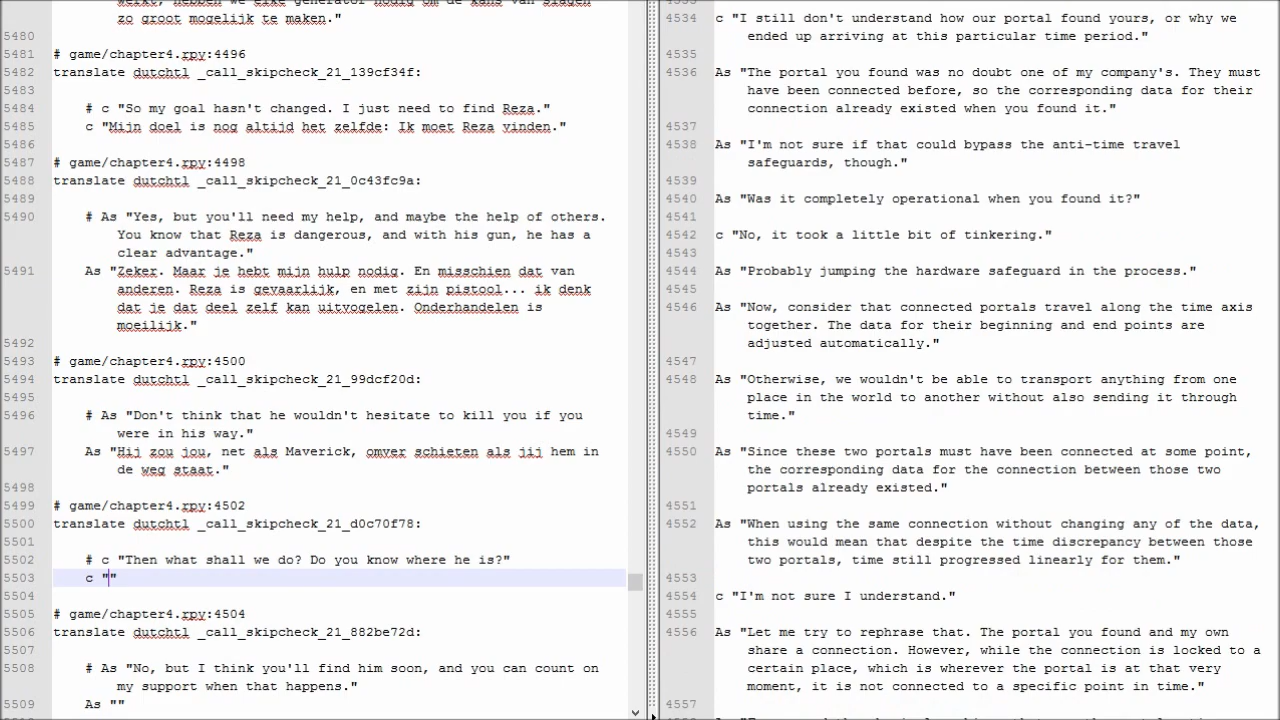 welkt, hebben we elke generator nodig om de kans van slagen
zo groot mogelijk te maken."
5480
5481 # game/chapter4.rpy:4496
5482 translate dutchtl _call_skipcheck_21_139cf34f:
5483
5484 # c "So my goal hasn't changed. I just need to find Reza."
5485 c "Mijn doel is nog altijd het zelfde: Ik moet Reza vinden."
5486
5487 # game/chapter4.rpy:4498
5488 translate dutchtl _call_skipcheck_21_0c43fc9a:
5489
5490 # As "Yes, but you'll need my help, and maybe the help of others.
You know that Reza is dangerous, and with his gun, he has a
clear advantage."
5491 As "Zeker. Maar je hebt mijn hulp nodig. En misschien dat van
anderen. Reza is gevaarlijk, en met zijn pistool... ik denk
dat je dat deel zelf kan uitvogelen. Onderhandelen is
moeilijk."
5492
5493 # game/chapter4.rpy:4500
5494 translate dutchtl _call_skipcheck_21_99dcf20d:
5495
5496 # As "Don't think that he wouldn't hesitate to kill you if you
were in his way."
5497 As "Hij zou jou, net als Maverick, omver schieten als jij hem in
de weg staat."
5498
5499 # game/chapter4.rpy:4502
5500 translate dutchtl _call_skipcheck_21_d0c70f78:
5501
5502 # c "Then what shall we do? Do you know where he is?"
5503 c ""
5504
5505 # game/chapter4.rpy:4504
5506 translate dutchtl _call_skipcheck_21_882be72d:
5507
5508 # As "No, but I think you'll find him soon, and you can count on
my support when that happens."
5509 As ""
4534 c "I still don't understand how our portal found yours, or why we
ended up arriving at this particular time period."
4535
4536 As "The portal you found was no doubt one of my company's. They must
have been connected before, so the corresponding data for their
connection already existed when you found it."
4537
4538 As "I'm not sure if that could bypass the anti-time travel
safeguards, though."
4539
4540 As "Was it completely operational when you found it?"
4541
4542 c "No, it took a little bit of tinkering."
4543
4544 As "Probably jumping the hardware safeguard in the process."
4545
4546 As "Now, consider that connected portals travel along the time axis
together. The data for their beginning and end points are
adjusted automatically."
4547
4548 As "Otherwise, we wouldn't be able to transport anything from one
place in the world to another without also sending it through
time."
4549
4550 As "Since these two portals must have been connected at some point,
the corresponding data for the connection between those two
portals already existed."
4551
4552 As "When using the same connection without changing any of the data,
this would mean that despite the time discrepancy between those
two portals, time still progressed linearly for them."
4553
4554 c "I'm not sure I understand."
4555
4556 As "Let me try to rephrase that. The portal you found and my own
share a connection. However, while the connection is locked to a
certain place, which is wherever the portal is at that very
moment, it is not connected to a specific point in time."
4557